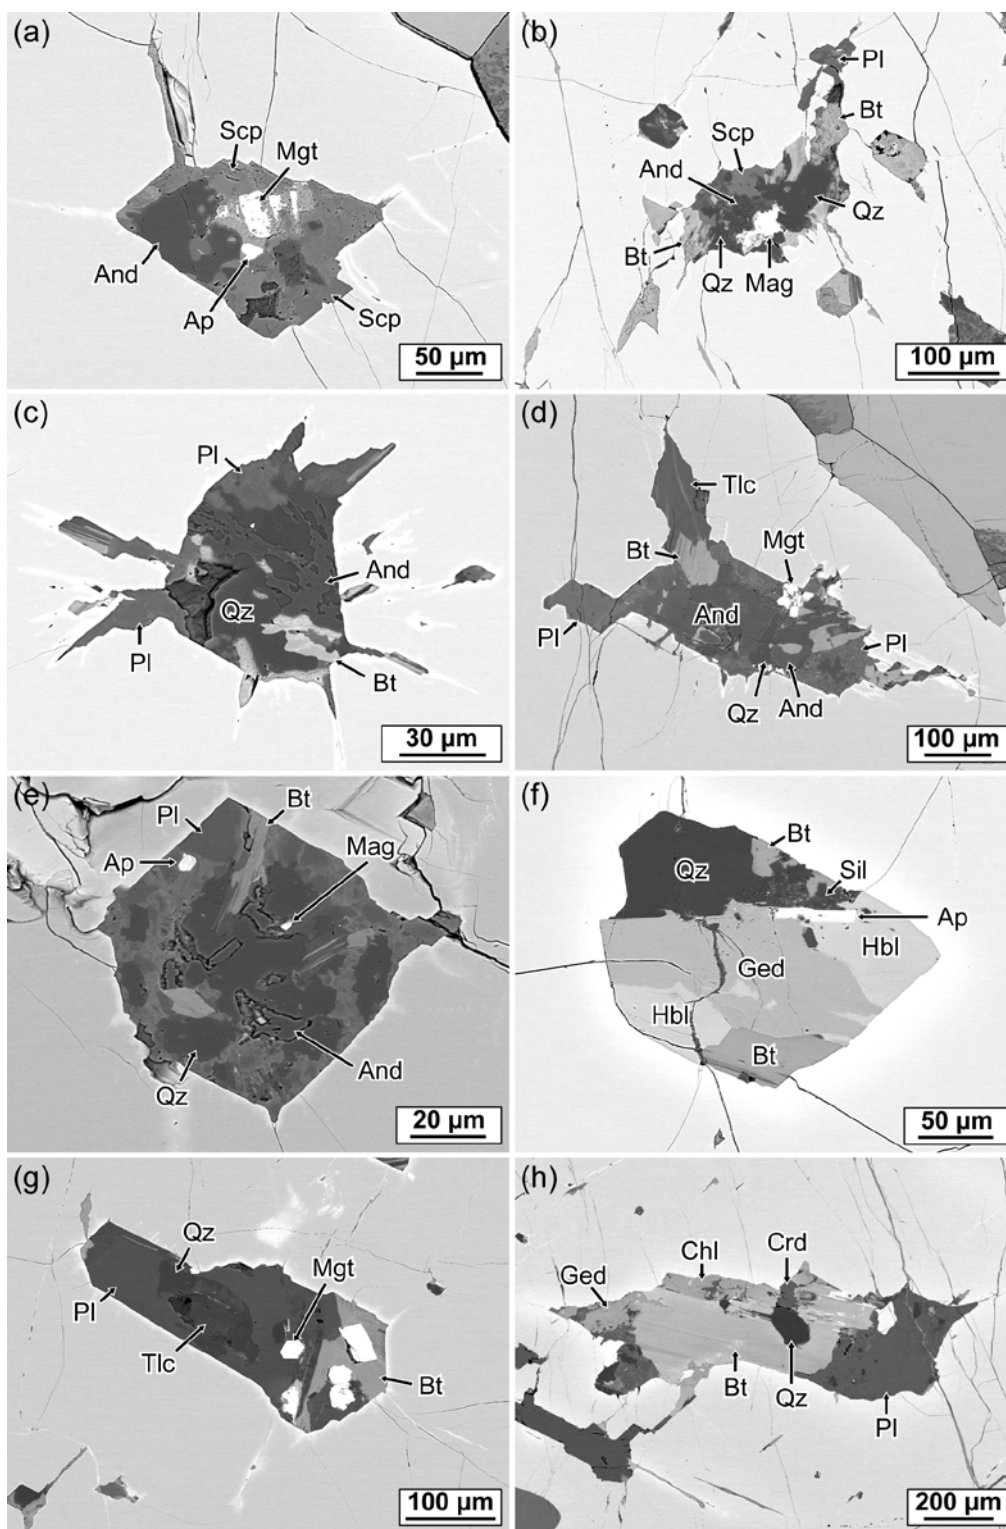 (a)
Scp
Mgt
And
Ap
Scp
50 µm
(b)
Pl
Bt
Scp
And
Qz
Bt
Qz
Mag
100 µm
(c)
Pl
And
Qz
Pl
Bt
30 µm
(d)
Tlc
Bt
Mgt
And
Pl
Pl
Qz
And
100 µm
(e)
Pl
Bt
Ap
Mag
Qz
And
20 µm
(f)
Bt
Qz
Sil
Ap
Hbl
Ged
Hbl
Bt
50 µm
(g)
Qz
Mgt
Pl
Tlc
Bt
100 µm
(h)
Chl
Crd
Ged
Bt
Qz
Pl
200 µm